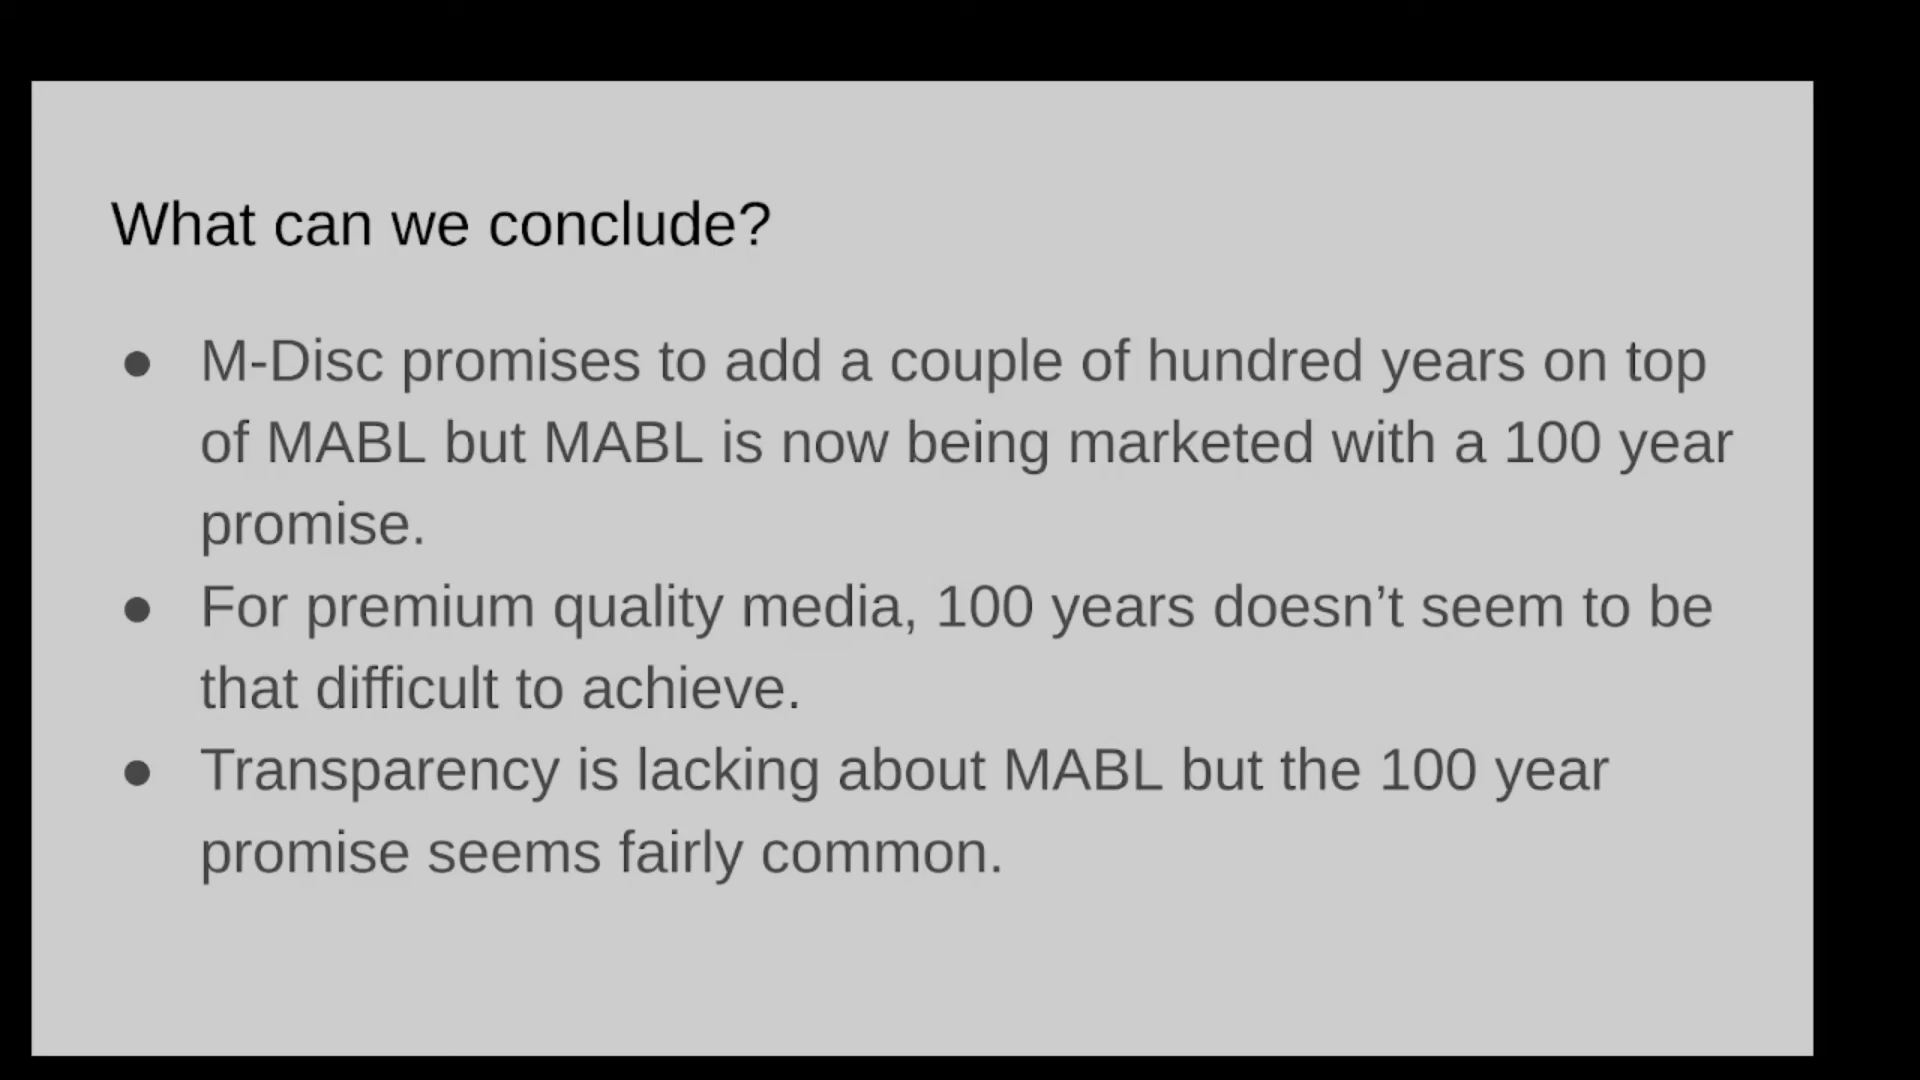 What can we conclude?
● M-Disc promises to add a couple of hundred years on top
of MABL but MABL is now being marketed with a 100 year
promise.
● For premium quality media, 100 years doesn’t seem to be
that difficult to achieve.
● Transparency is lacking about MABL but the 100 year
promise seems fairly common.